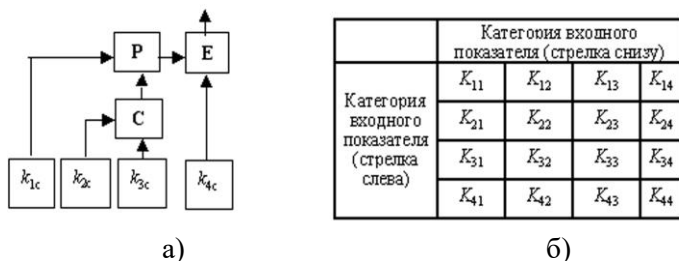 P
E
C
k1c
k2c
k3c
k4c
а)
Категория входного
показателя (стрелка снизу)
Категория
входного
показателя
(стрелка
слева)
K11 K12 K13 K14
K21 K22 K23 K24
K31 K32 K33 K34
K41 K42 K43 K44
б)